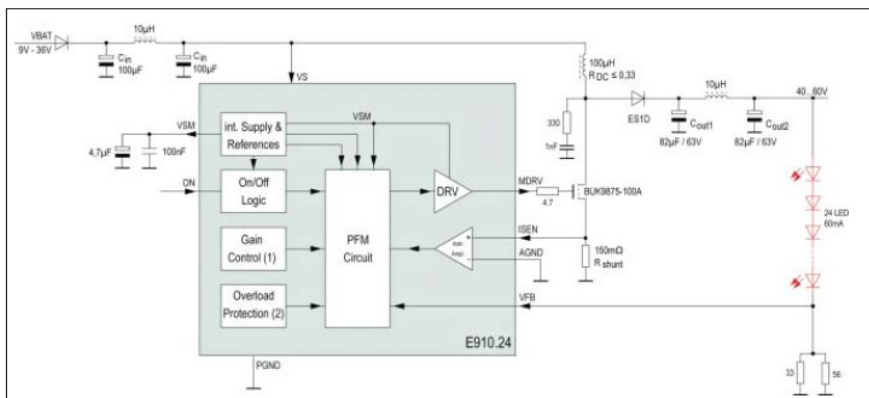 VBAT
9V - 36V
10µH
Cin
100µF
Cin
100µF
VS
100µH
RDC ≤ 0,33
10µH
40...60V
ES1D
Cout1
82µF / 63V
Cout2
82µF / 63V
330
1nF
VSM
4,7µF
100nF
int. Supply &
References
VSM
ON
On/Off
Logic
DRV
MDRV
4.7
BUK9875-100A
24 LED
60mA
Gain
Control (1)
PFM
Circuit
ISEN
AGND
150mΩ
Rshunt
Overload
Protection (2)
VFB
E910.24
PGND
33
56